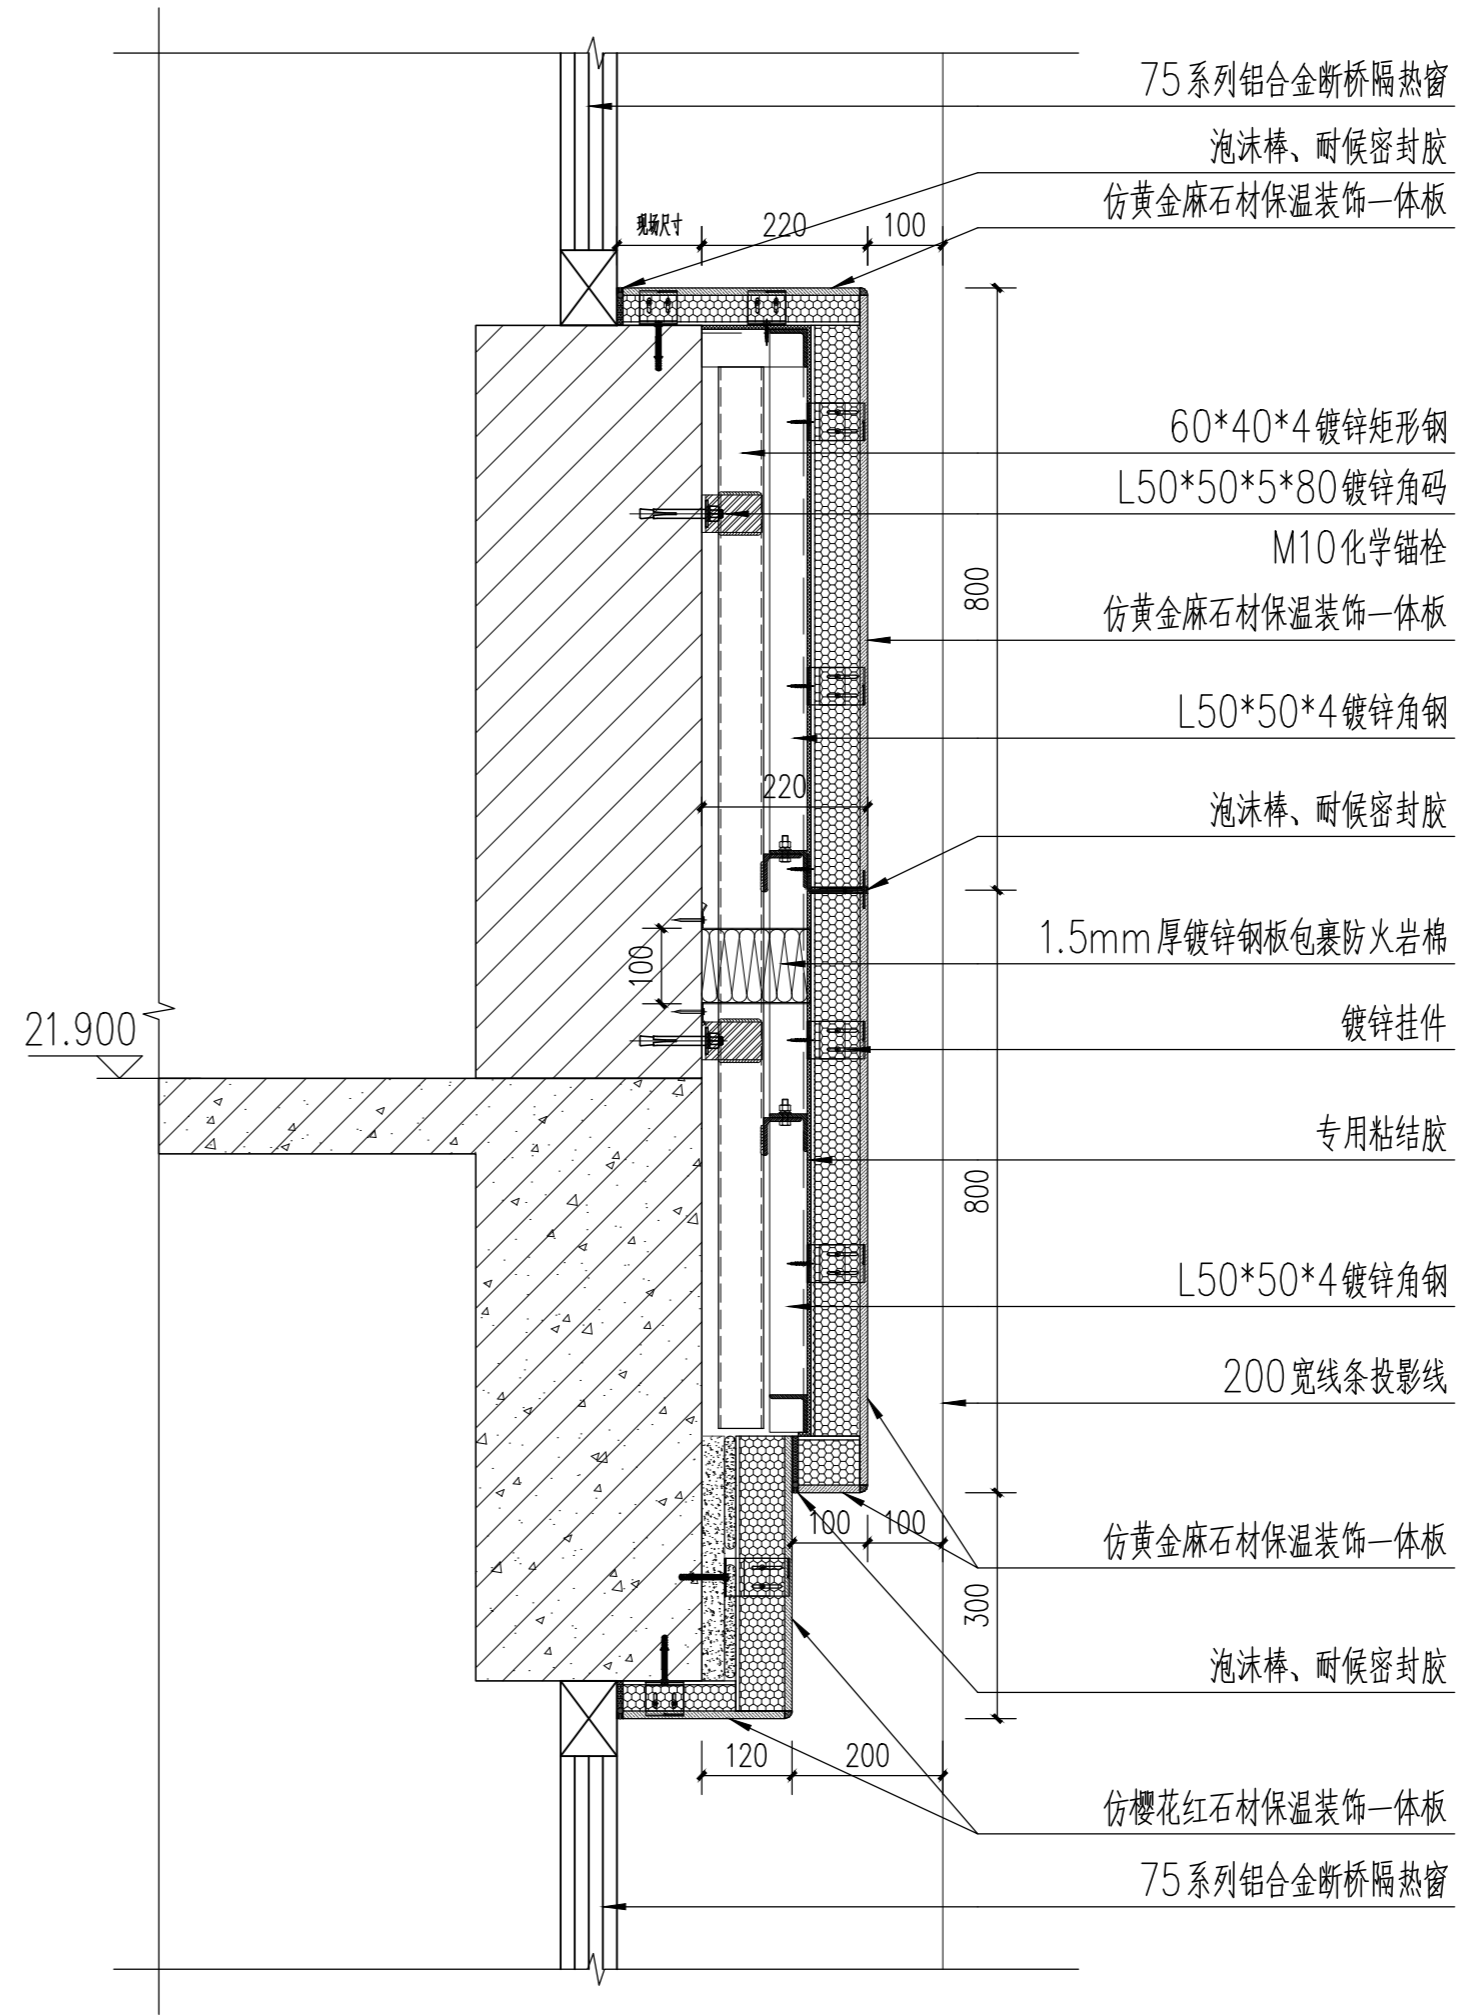 75系列铝合金断桥隔热窗
泡沫棒、耐候密封胶
仿黄金麻石材保温装饰一体板
现场尺寸
220
100
60*40*4镀锌矩形钢
L50*50*5*80镀锌角码
M10化学锚栓
800
仿黄金麻石材保温装饰一体板
L50*50*4镀锌角钢
220
泡沫棒、耐候密封胶
1.5mm厚镀锌钢板包裹防火岩棉
100
21.900
镀锌挂件
专用粘结胶
800
L50*50*4镀锌角钢
200宽线条投影线
100
100
仿黄金麻石材保温装饰一体板
300
泡沫棒、耐候密封胶
120
200
仿樱花红石材保温装饰一体板
75系列铝合金断桥隔热窗